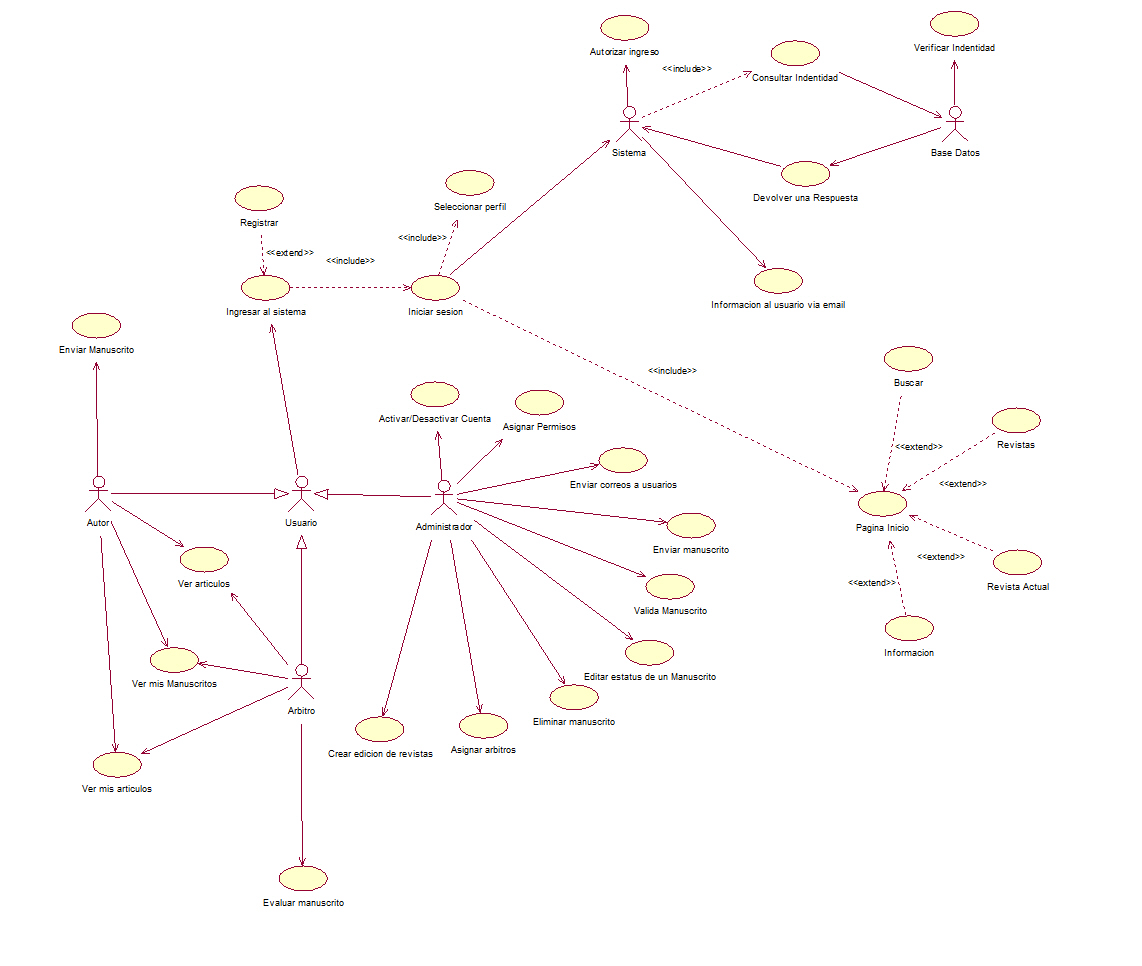 Autorizar ingreso
Verificar Indentidad
<<include>>
Consultar Indentidad
Sistema
Base Datos
Devolver una Respuesta
Seleccionar perfil
Registrar
<<include>>
<<extend>>
<<include>>
Ingresar al sistema
Iniciar sesion
Informacion al usuario via email
Enviar Manuscrito
<<include>>
Buscar
Activar/Desactivar Cuenta
Asignar Permisos
<<extend>>
Revistas
Enviar correos a usuarios
<<extend>>
Autor
Usuario
Administrador
Pagina Inicio
Enviar manuscrito
<<extend>>
Ver articulos
<<extend>>
Revista Actual
Valida Manuscrito
Informacion
Ver mis Manuscritos
Editar estatus de un Manuscrito
Arbitro
Eliminar manuscrito
Crear edicion de revistas
Asignar arbitros
Ver mis articulos
Evaluar manuscrito